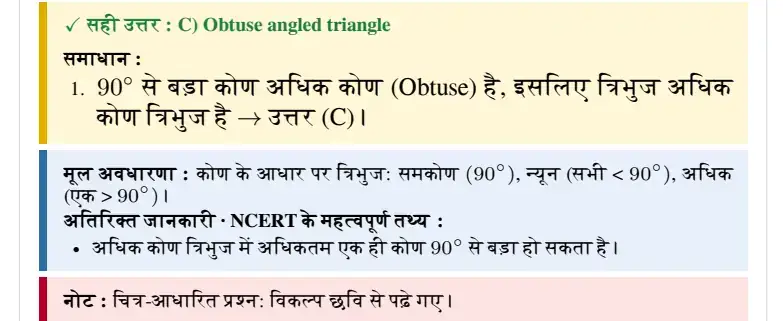 ✓ सही उत्तर : C) Obtuse angled triangle
समाधान :
1. 90° से बड़ा कोण अधिक कोण (Obtuse) है, इसलिए त्रिभुज अधिक
कोण त्रिभुज है → उत्तर (C)।
मूल अवधारणा : कोण के आधार पर त्रिभुज: समकोण (90°), न्यून (सभी < 90°), अधिक
(एक > 90°)।
अतिरिक्त जानकारी · NCERT के महत्वपूर्ण तथ्य :
• अधिक कोण त्रिभुज में अधिकतम एक ही कोण 90° से बड़ा हो सकता है।
नोट : चित्र-आधारित प्रश्न: विकल्प छवि से पढ़े गए।